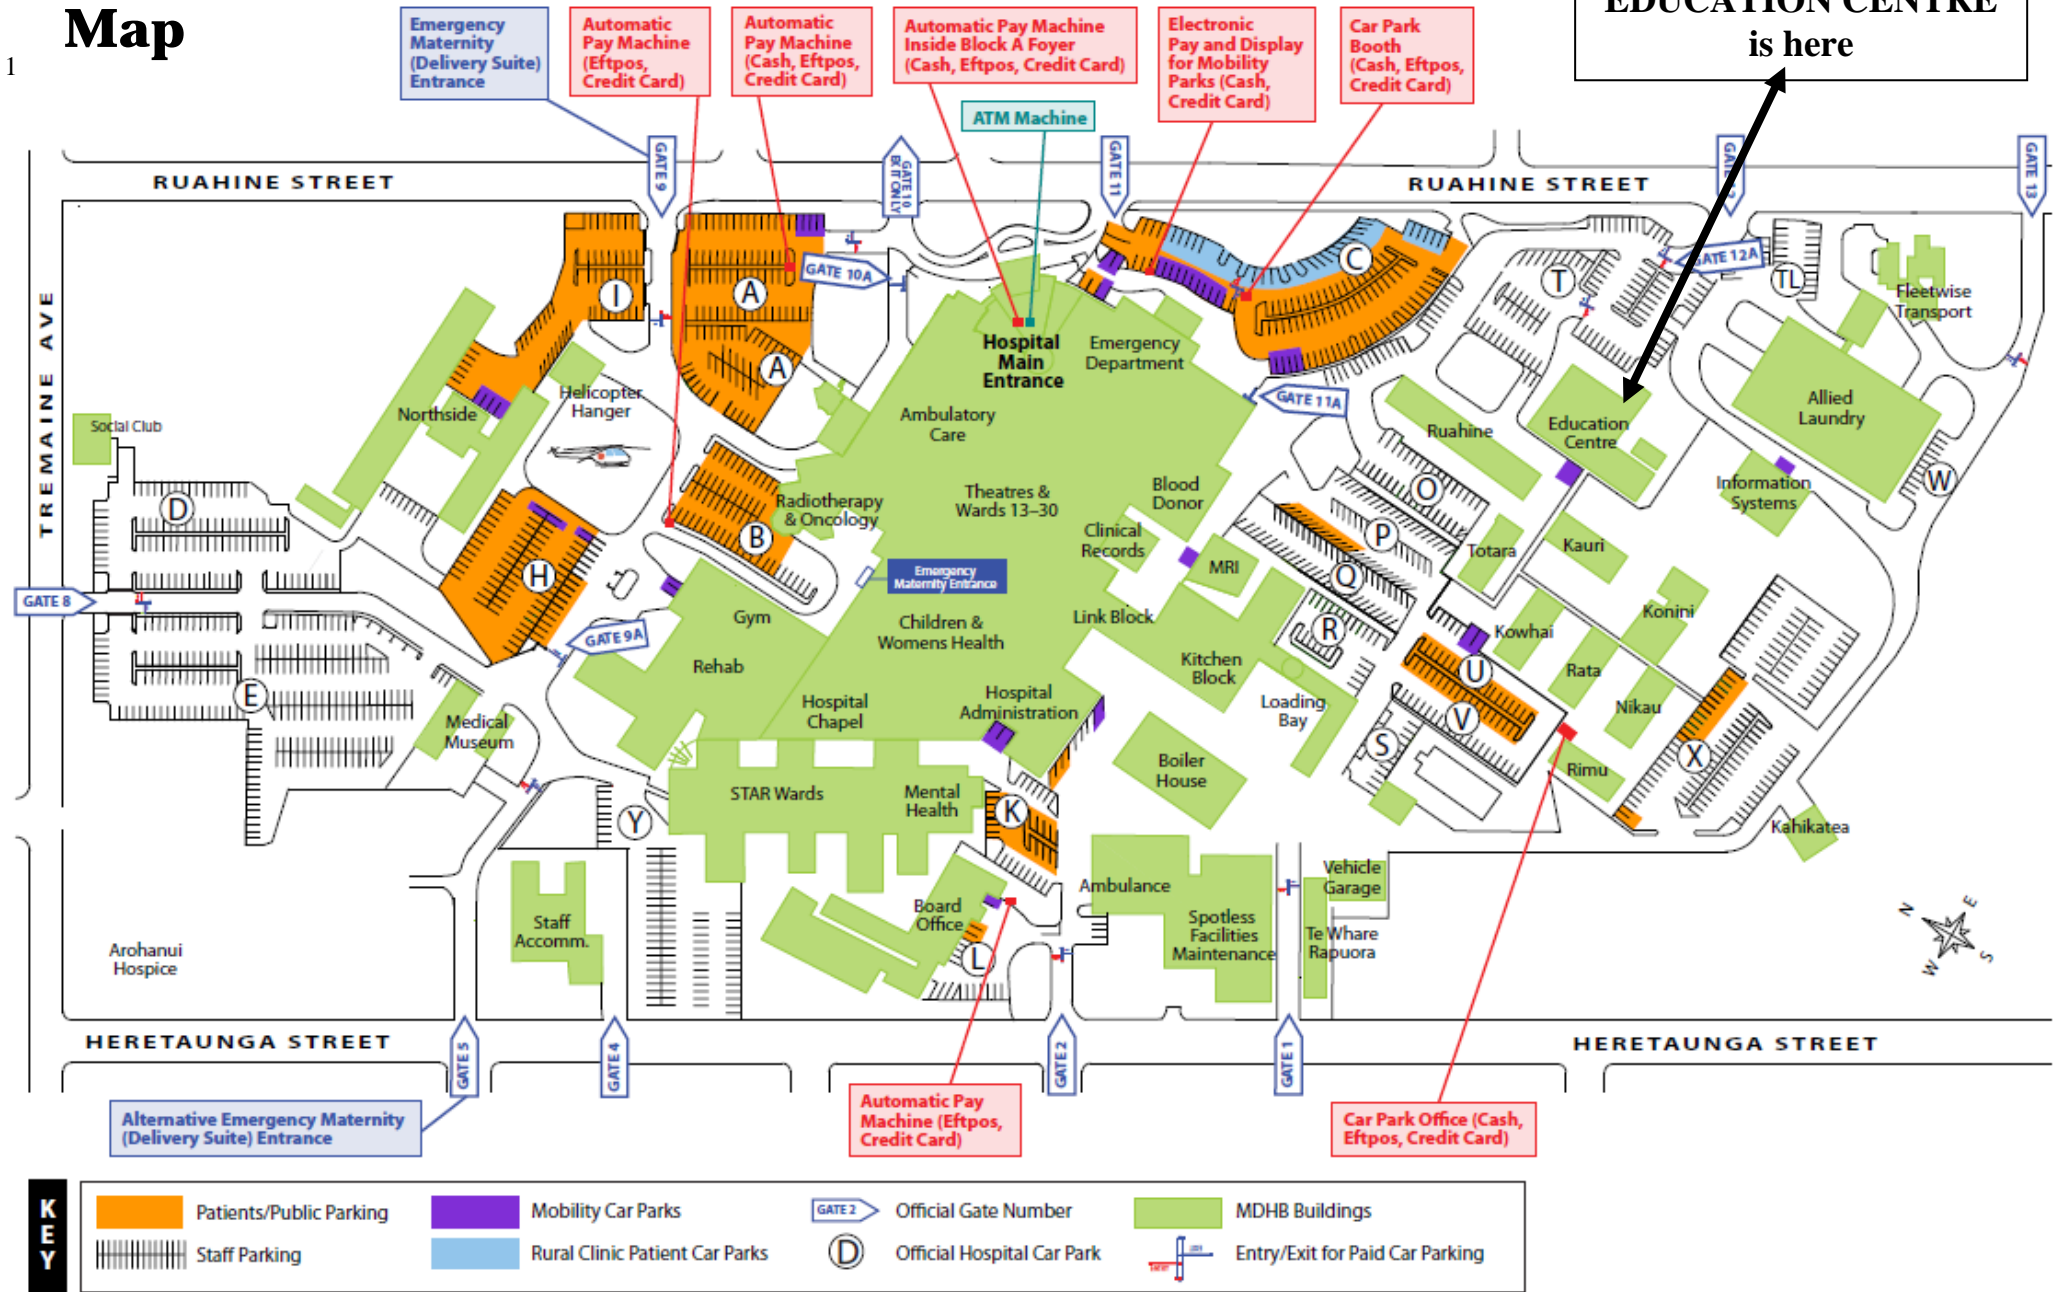 Map
1
EDUCATION CENTRE
is here
Emergency
Maternity
(Delivery Suite)
Entrance
Automatic
Pay Machine
(Eftpos,
Credit Card)
Automatic
Pay Machine
(Cash, Eftpos,
Credit Card)
Automatic Pay Machine
Inside Block A Foyer
(Cash, Eftpos, Credit Card)
Electronic
Pay and Display
for Mobility
Parks (Cash,
Credit Card)
Car Park
Booth
(Cash, Eftpos,
Credit Card)
ATM Machine
GATE 9
GATE 10
EXIT ONLY
GATE 11
GATE 13
RUAHINE STREET
RUAHINE STREET
TREMAINE AVE
GATE 10A
GATE 12A
GATE 11A
I
A
A
C
T
TL
Fleetwise
Transport
Hospital
Main
Entrance
Emergency
Department
Helicopter
Hanger
Northside
Social Club
Ambulatory
Care
Ruahine
Education
Centre
Allied
Laundry
W
Information
Systems
D
H
B
Radiotherapy
& Oncology
Theatres &
Wards 13–30
Blood
Donor
Clinical
Records
MRI
O
P
Q
R
Totara
Kauri
Konini
Kowhai
Rata
Nikau
Rimu
Kahikatea
GATE 8
GATE 9A
Emergency
Maternity Entrance
Gym
Rehab
Children &
Womens Health
Link Block
Kitchen
Block
Loading
Bay
U
V
S
X
E
Medical
Museum
Hospital
Chapel
Hospital
Administration
Boiler
House
STAR Wards
Mental
Health
K
Y
Staff
Accomm.
Board
Office
L
Ambulance
Spotless
Facilities
Maintenance
Vehicle
Garage
Te Whare
Rapuora
Arohanui
Hospice
N
E
S
W
HERETAUNGA STREET
HERETAUNGA STREET
GATE 5
GATE 4
GATE 2
GATE 1
Alternative Emergency Maternity
(Delivery Suite) Entrance
Automatic Pay
Machine (Eftpos,
Credit Card)
Car Park Office (Cash,
Eftpos, Credit Card)
KEY
Patients/Public Parking
Staff Parking
Mobility Car Parks
Rural Clinic Patient Car Parks
GATE 2
Official Gate Number
D
Official Hospital Car Park
MDHB Buildings
Entry/Exit for Paid Car Parking